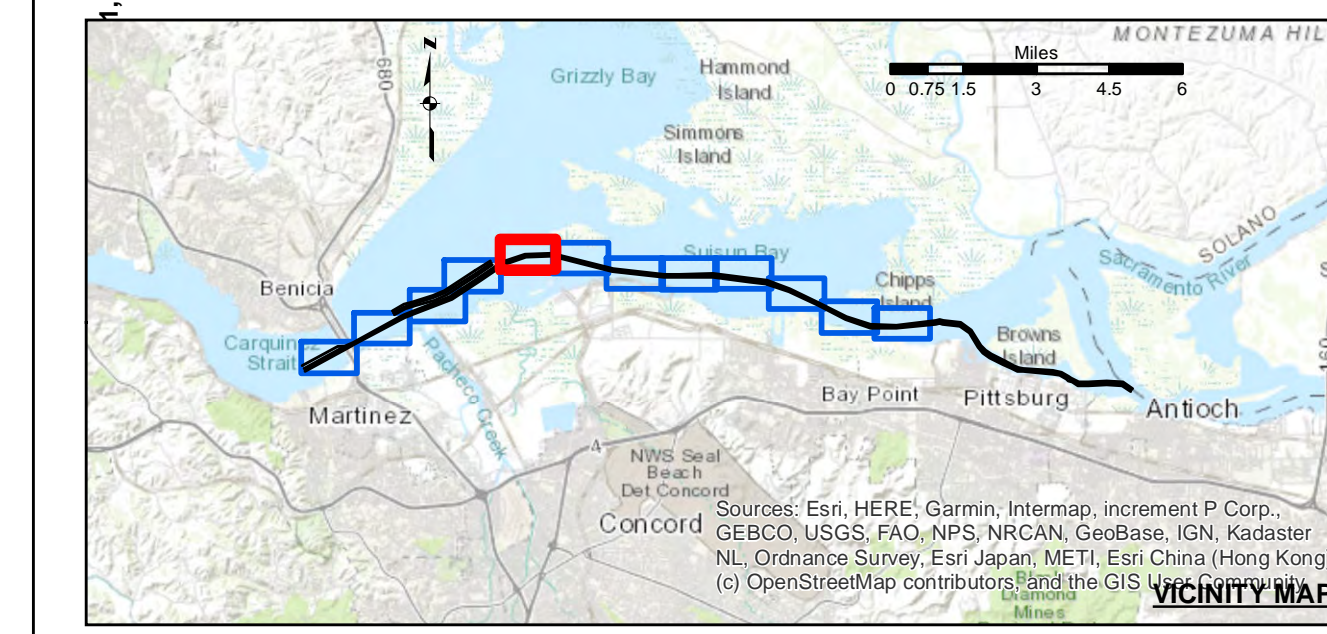 MONTEZUMA HIL
N
680
Grizzly Bay
Hammond
Island
Miles
0 0.75 1.5 3 4.5 6
Simmons
Island
SOLANO
Suisun Bay
Sacramento River
Benicia
Chipps
Island
Carquinez
Strait
Browns
Island
160
Pacheco Creek
Martinez
Bay Point
Pittsburg
Antioch
4
NWS Seal
Beach
Det Concord
Concord
Sources: Esri, HERE, Garmin, Intermap, increment P Corp.,
GEBCO, USGS, FAO, NPS, NRCAN, GeoBase, IGN, Kadaster
NL, Ordnance Survey, Esri Japan, METI, Esri China (Hong Kong
(c) OpenStreetMap contributors, and the GIS User Community
Diamond
Mines
VICINITY MAP